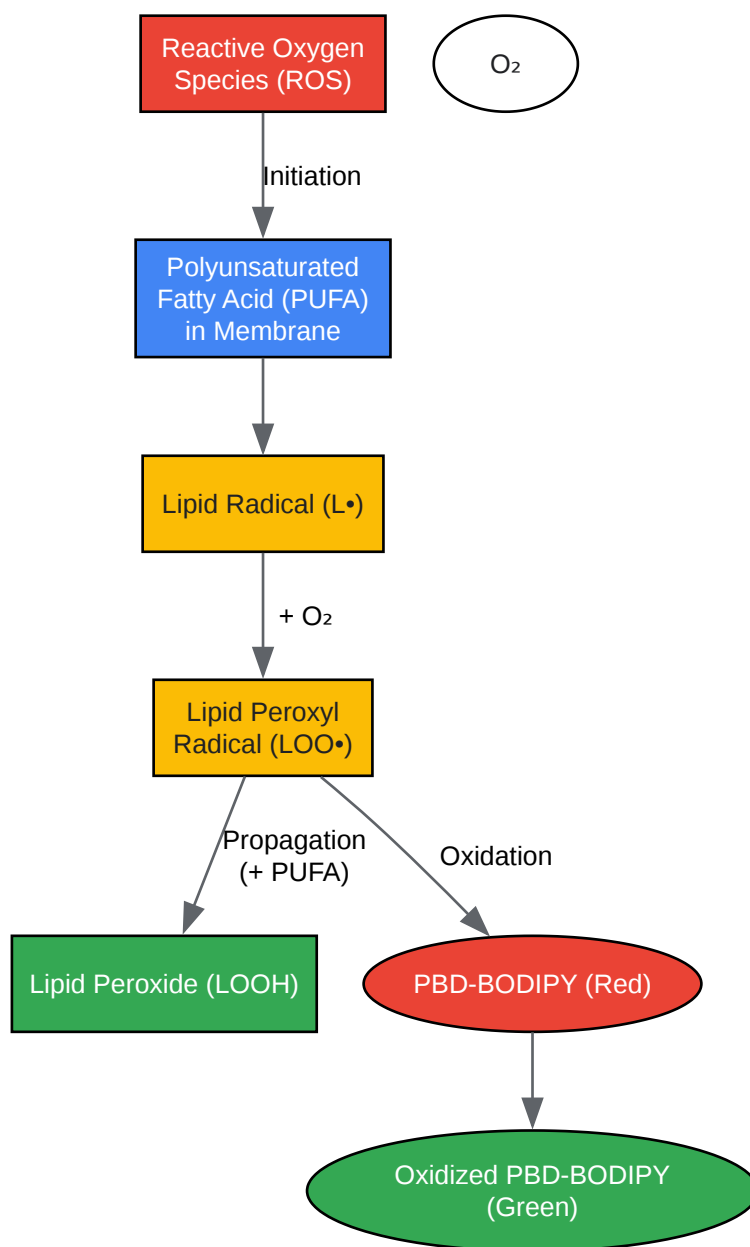 Reactive Oxygen
Species (ROS)
O₂
Initiation
Polyunsaturated
Fatty Acid (PUFA)
in Membrane
Lipid Radical (L•)
+ O₂
Lipid Peroxyl
Radical (LOO•)
Propagation
(+ PUFA)
Oxidation
Lipid Peroxide (LOOH)
PBD-BODIPY (Red)
Oxidized PBD-BODIPY
(Green)